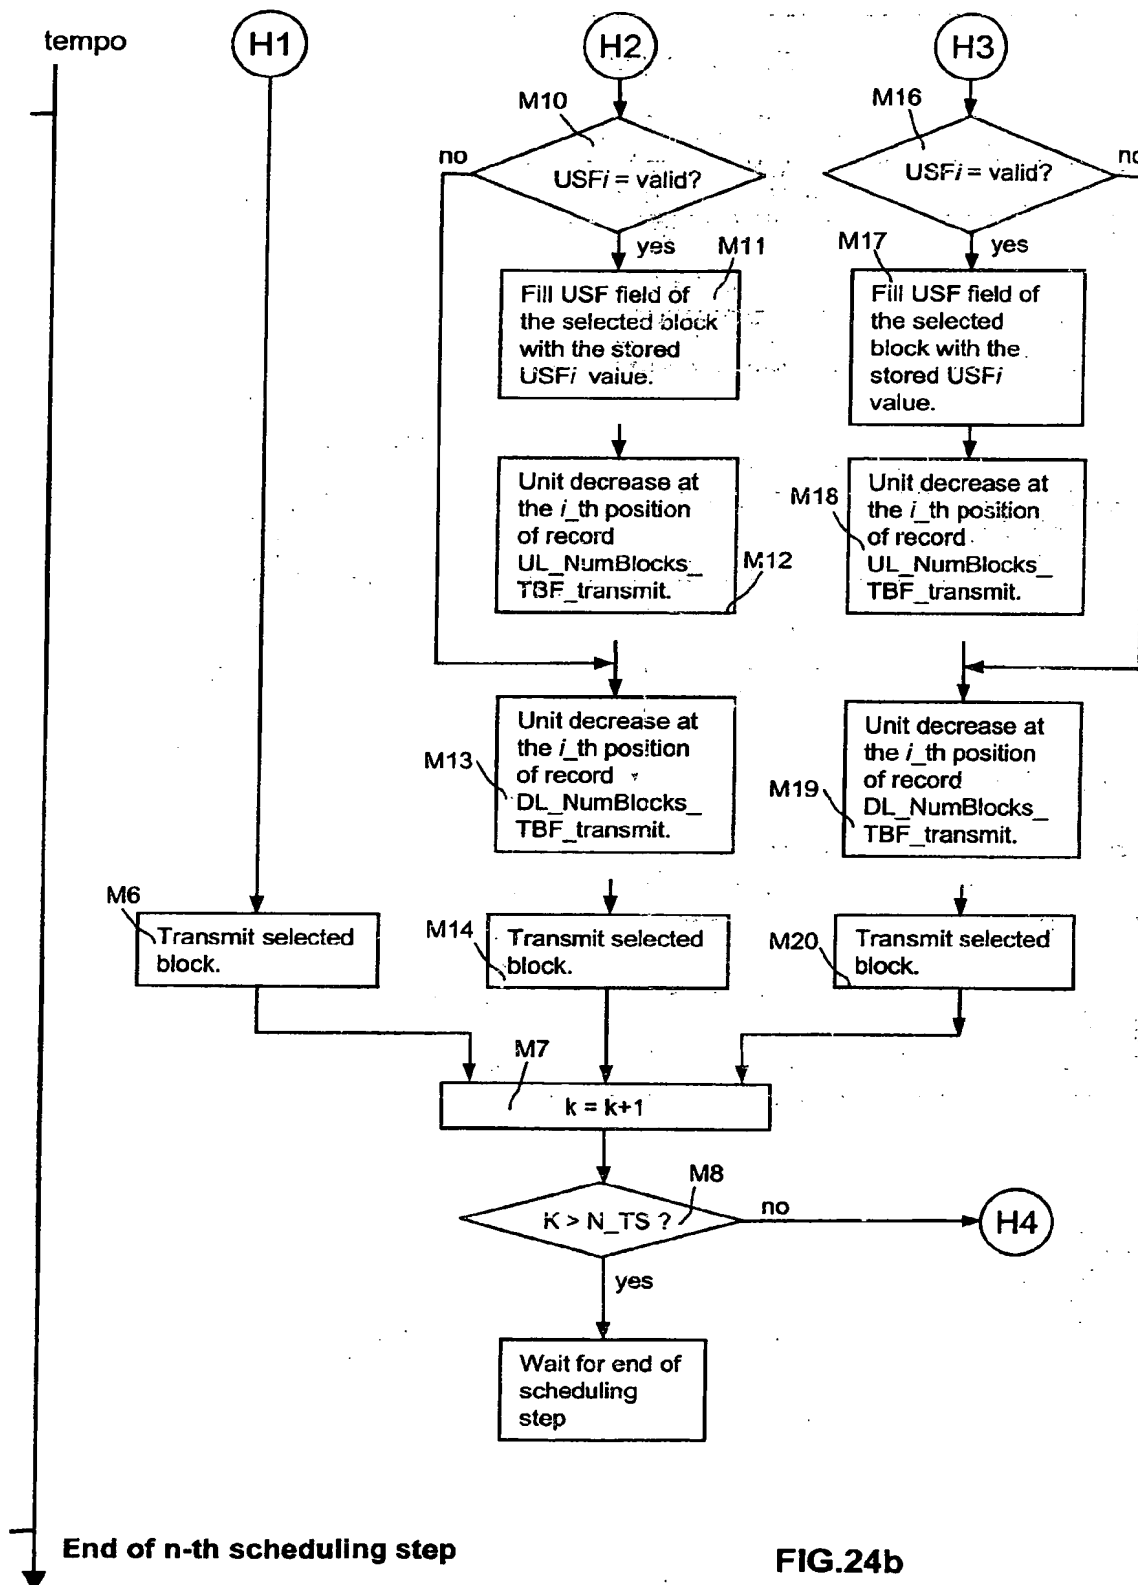 tempo
H1
H2
H3
M10
M16
no
USFi = valid?
USFi = valid?
no
yes
M11
M17
yes
Fill USF field of
the selected block
with the stored
USFi value.
Fill USF field of
the selected
block with the
stored USFi
value.
Unit decrease at
the i_th position
of record
UL_NumBlocks_
TBF_transmit.
M12
M18
Unit decrease at
the i_th position
of record
UL_NumBlocks_
TBF_transmit.
M13
Unit decrease at
the i_th position
of record
DL_NumBlocks_
TBF_transmit.
M19
Unit decrease at
the i_th position
of record
DL_NumBlocks_
TBF_transmit.
M6
Transmit selected
block.
M14
Transmit selected
block.
M20
Transmit selected
block.
M7
k = k+1
M8
K > N_TS ?
no
H4
yes
Wait for end of
scheduling
step
End of n-th scheduling step
FIG.24b